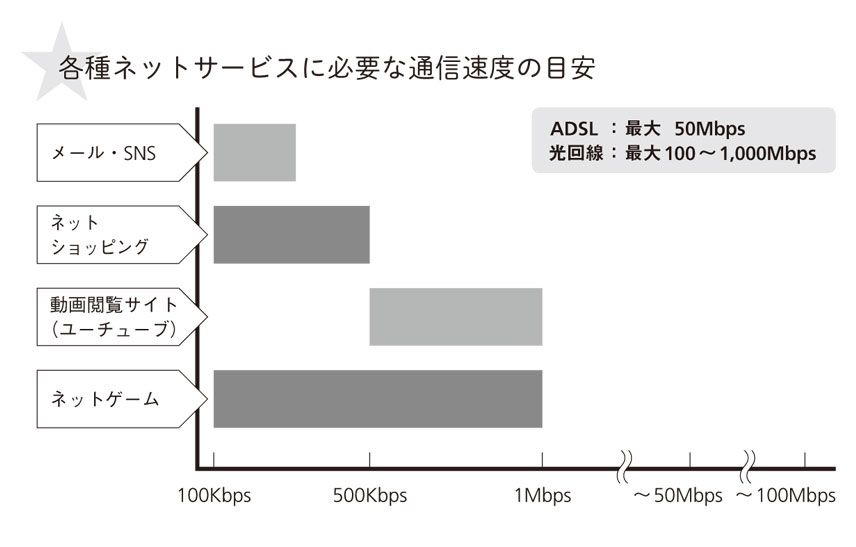 各種ネットサービスに必要な通信速度の目安
ADSL ：最大 50Mbps
光回線：最大100～1,000Mbps
メール・SNS
ネット
ショッピング
動画閲覧サイト
（ユーチューブ）
ネットゲーム
100Kbps 500Kbps 1Mbps ～50Mbps ～100Mbps